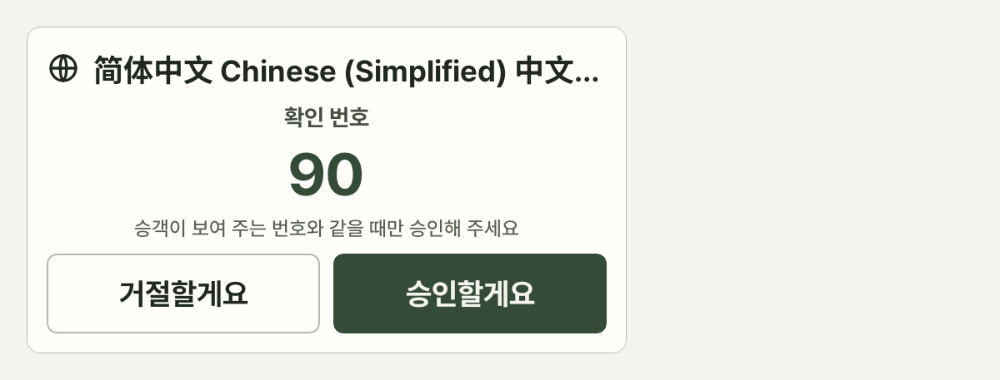 简体中文 Chinese (Simplified) 中文...
확인 번호
90
승객이 보여 주는 번호와 같을 때만 승인해 주세요
거절할게요
승인할게요